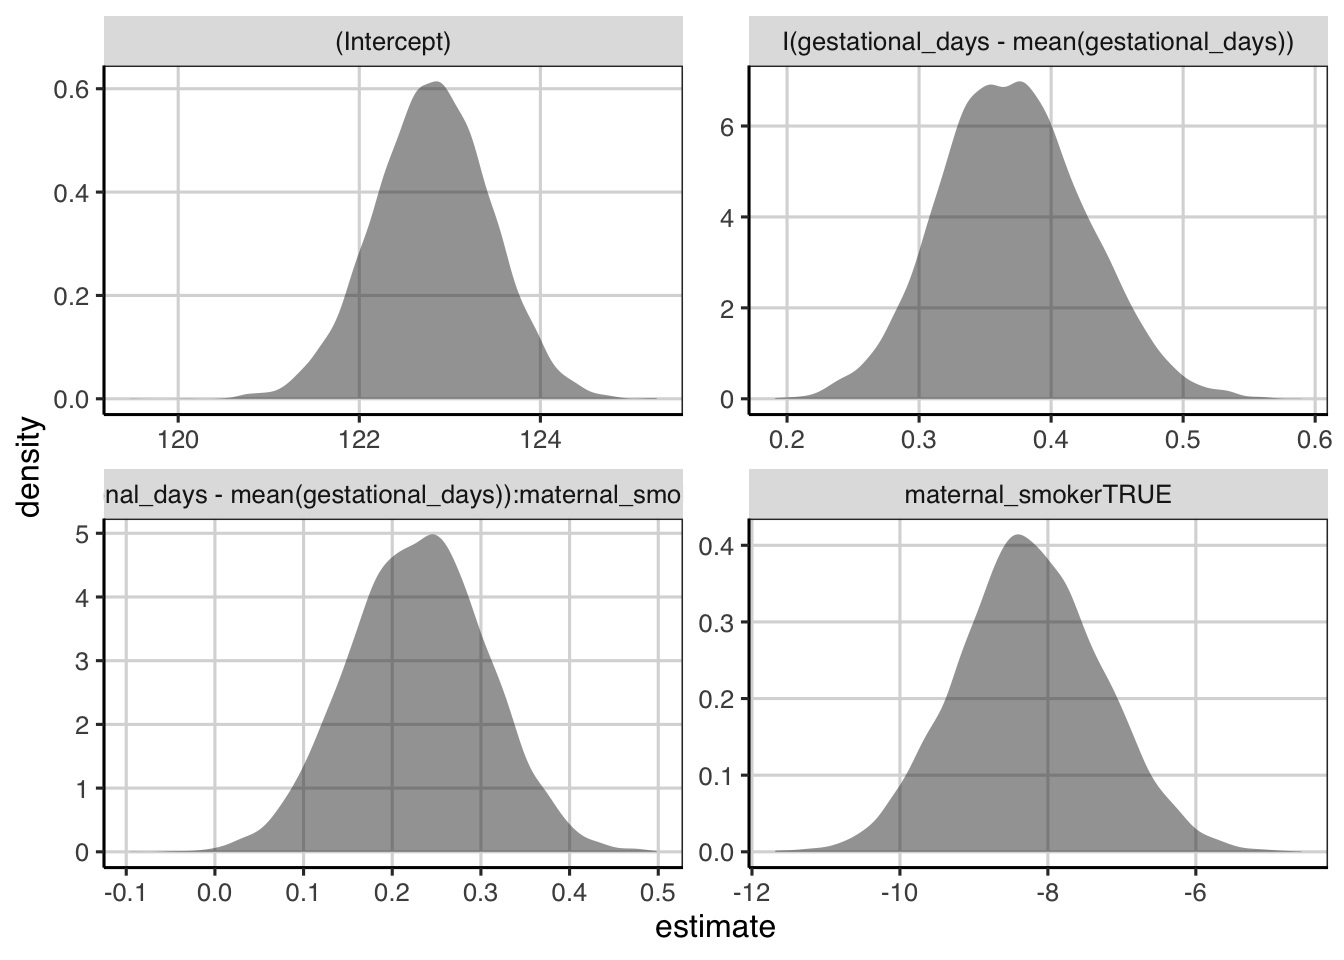 (Intercept)
I(gestational_days - mean(gestational_days))
0.6
0.4
0.2
0.0
120 122 124
6
4
2
0
0.2 0.3 0.4 0.5 0.6
density
nal_days - mean(gestational_days)):maternal_smo
maternal_smokerTRUE
5
4
3
2
1
0
-0.1 0.0 0.1 0.2 0.3 0.4 0.5
0.4
0.3
0.2
0.1
0.0
-12 -10 -8 -6
estimate